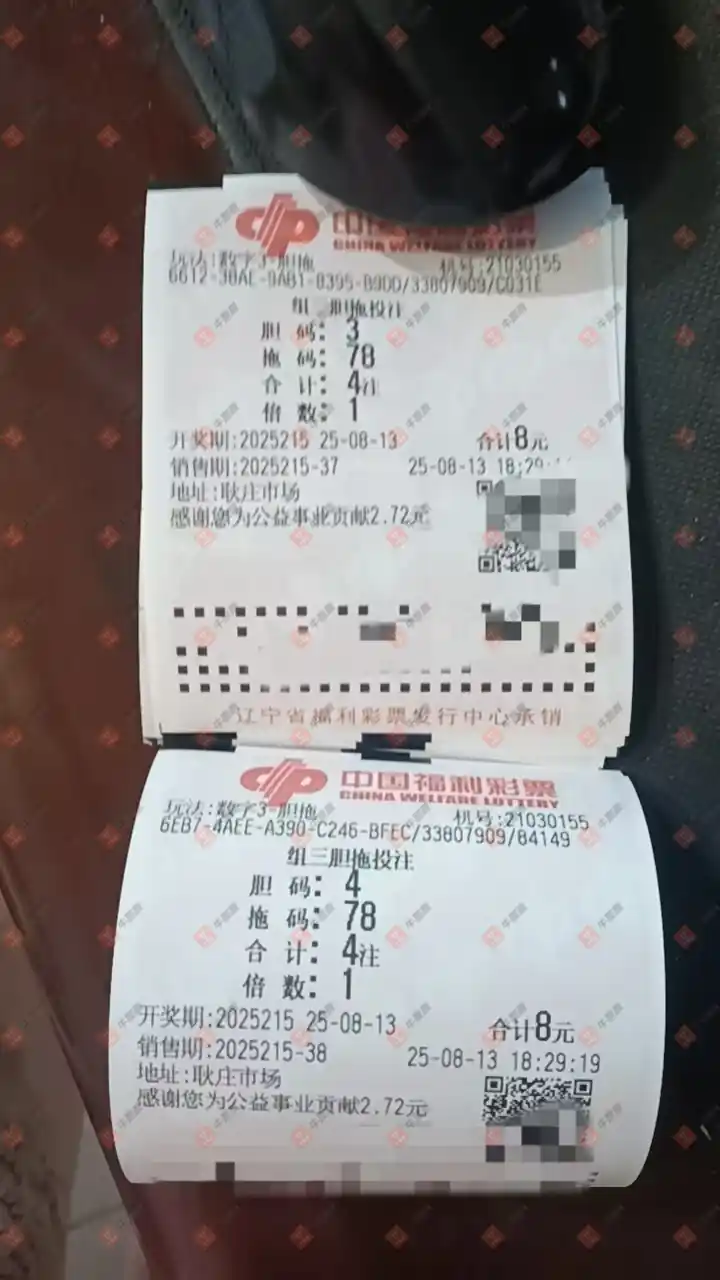 中国福利彩票
CHINA WELFARE LOTTERY
玩法:数字3-胆拖 机号:21030155
6612-38AE-9AB1-8395-B9DD/33807909/C031E
组三胆拖投注
胆 码: 3
拖 码: 78
合 计: 4注
倍 数: 1
开奖期:2025215 25-08-13 合计8元
销售期:2025215-37 25-08-13 18:29
地址:耿庄市场
感谢您为公益事业贡献2.72元
辽宁省福利彩票发行中心承销
中国福利彩票
CHINA WELFARE LOTTERY
玩法:数字3-胆拖 机号:21030155
6EB7-4AEE-A390-C246-BFEC/33807909/84149
组三胆拖投注
胆 码: 4
拖 码: 78
合 计: 4注
倍 数: 1
开奖期:2025215 25-08-13 合计8元
销售期:2025215-38 25-08-13 18:29:19
地址:耿庄市场
感谢您为公益事业贡献2.72元